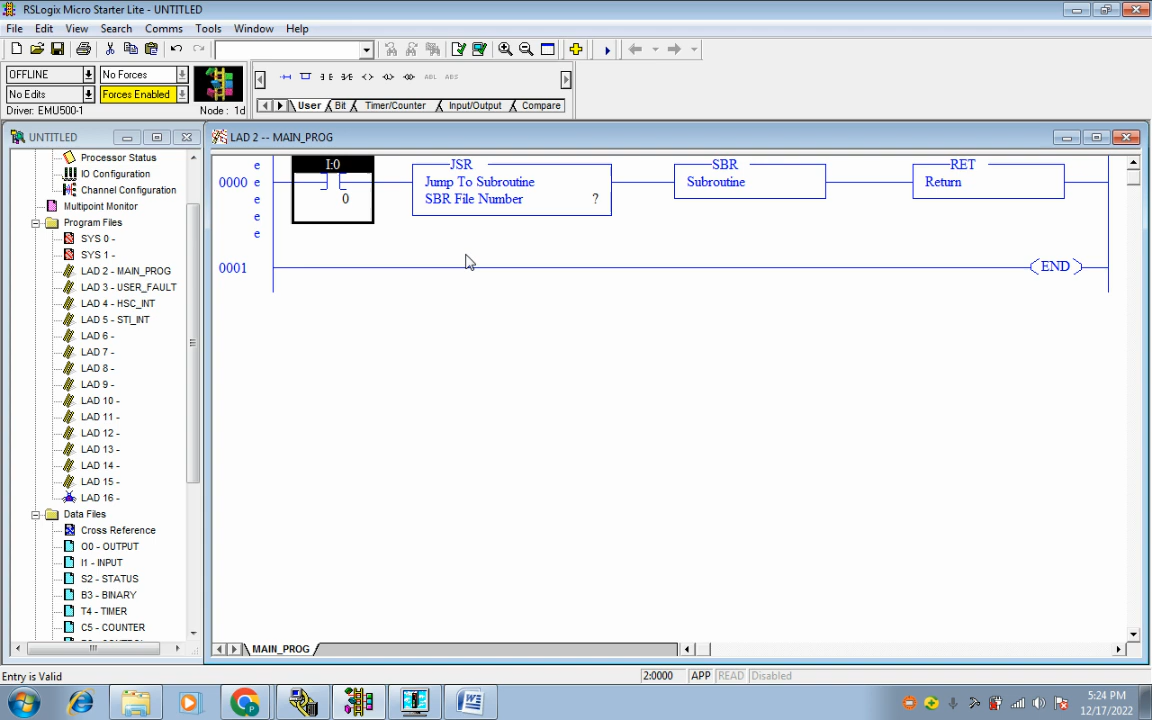 RSLogix Micro Starter Lite - UNTITLED
File Edit View Search Comms Tools Window Help
OFFLINE No Forces
No Edits Forces Enabled
Driver: EMU500-1 Node : 1d
ABL ABS
User Bit Timer/Counter Input/Output Compare
UNTITLED
Processor Status
IO Configuration
Channel Configuration
Multipoint Monitor
Program Files
SYS 0 -
SYS 1 -
LAD 2 - MAIN_PROG
LAD 3 - USER_FAULT
LAD 4 - HSC_INT
LAD 5 - STI_INT
LAD 6 -
LAD 7 -
LAD 8 -
LAD 9 -
LAD 10 -
LAD 11 -
LAD 12 -
LAD 13 -
LAD 14 -
LAD 15 -
LAD 16 -
Data Files
Cross Reference
O0 - OUTPUT
I1 - INPUT
S2 - STATUS
B3 - BINARY
T4 - TIMER
C5 - COUNTER
LAD 2 -- MAIN_PROG
e
0000 e
e
e
e
I:0
0
JSR
Jump To Subroutine
SBR File Number ?
SBR
Subroutine
RET
Return
0001 END
MAIN_PROG
Entry is Valid 2:0000 APP READ Disabled
5:24 PM
12/17/2022